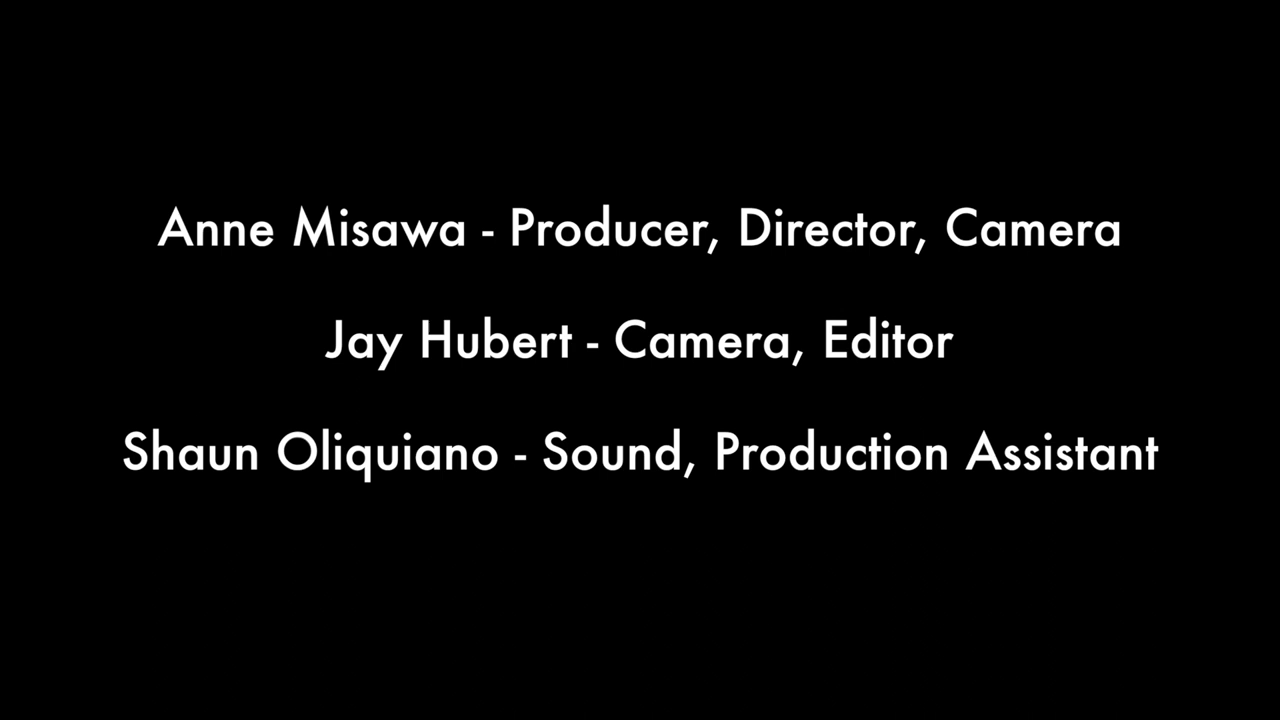 Anne Misawa - Producer, Director, Camera
Jay Hubert - Camera, Editor
Shaun Oliquiano - Sound, Production Assistant